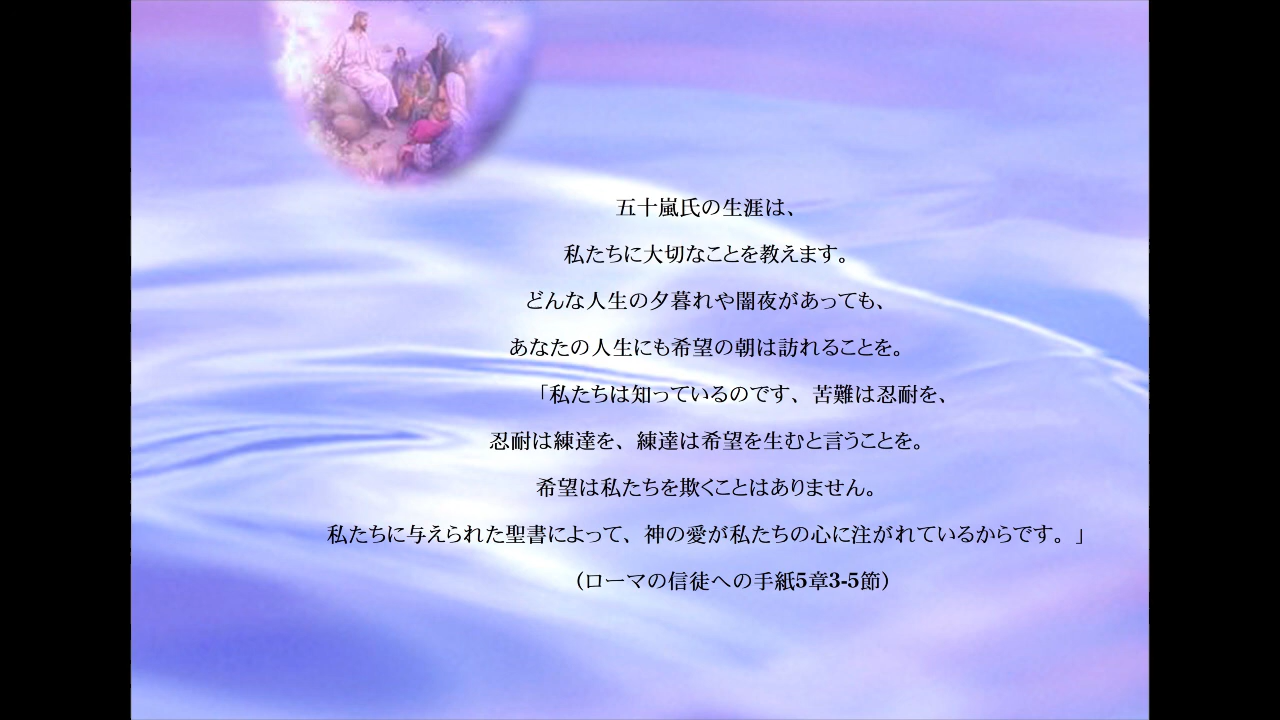 五十嵐氏の生涯は、
私たちに大切なことを教えます。
どんな人生の夕暮れや闇夜があっても、
あなたの人生にも希望の朝は訪れることを。
「私たちは知っているのです、苦難は忍耐を、
忍耐は練達を、練達は希望を生むと言うことを。
希望は私たちを欺くことはありません。
私たちに与えられた聖書によって、神の愛が私たちの心に注がれているからです。」
（ローマの信徒への手紙5章3-5節）